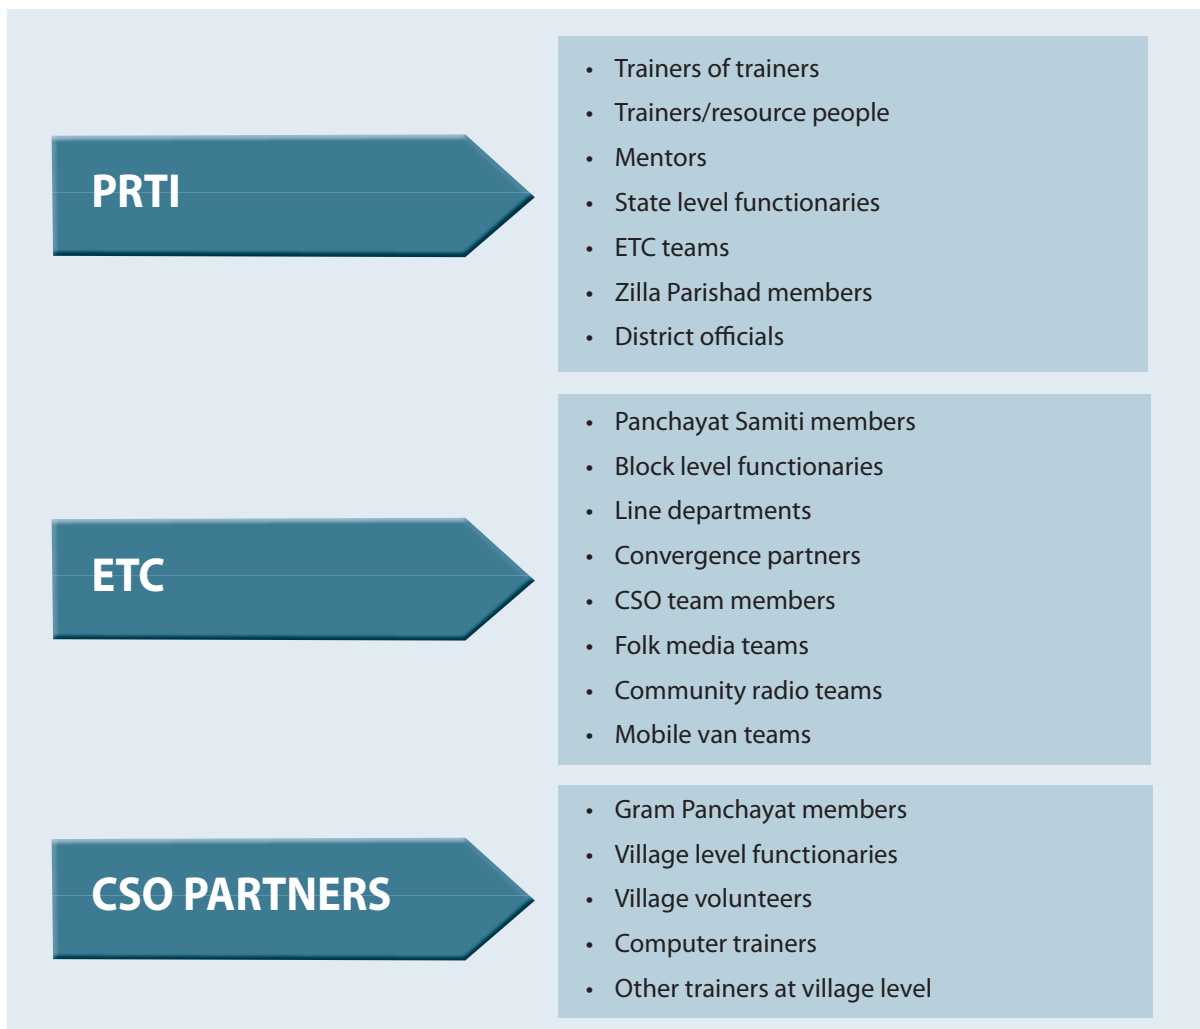 PRTI
• Trainers of trainers
• Trainers/resource people
• Mentors
• State level functionaries
• ETC teams
• Zilla Parishad members
• District officials
ETC
• Panchayat Samiti members
• Block level functionaries
• Line departments
• Convergence partners
• CSO team members
• Folk media teams
• Community radio teams
• Mobile van teams
CSO PARTNERS
• Gram Panchayat members
• Village level functionaries
• Village volunteers
• Computer trainers
• Other trainers at village level